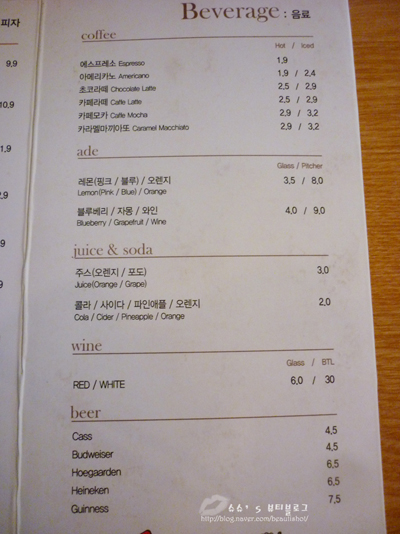 피자
9,9
10,9
1,9
9
Beverage : 음료
coffee
Hot / Iced
에스프레소 Espresso 1,9
아메리카노 Americano 1,9 / 2,4
초코라떼 Chocolate Latte 2,5 / 2,9
카페라떼 Caffe Latte 2,5 / 2,9
카페모카 Caffe Mocha 2,9 / 3,2
카라멜마끼아또 Caramel Macchiato 2,9 / 3,2
ade
Glass / Pitcher
레몬(핑크 / 블루) / 오렌지 3,5 / 8,0
Lemon(Pink / Blue) / Orange
블루베리 / 자몽 / 와인 4,0 / 9,0
Blueberry / Grapefruit / Wine
juice & soda
주스(오렌지 / 포도) 3,0
Juice(Orange / Grape)
콜라 / 사이다 / 파인애플 / 오렌지 2,0
Cola / Cider / Pineapple / Orange
wine
Glass / BTL
RED / WHITE 6,0 / 30
beer
Cass 4,5
Budweiser 4,5
Hoegaarden 6,5
Heineken 6,5
Guinness 7,5
슈슈's 뷰티블로그
http://blog.naver.com/beautiahol/